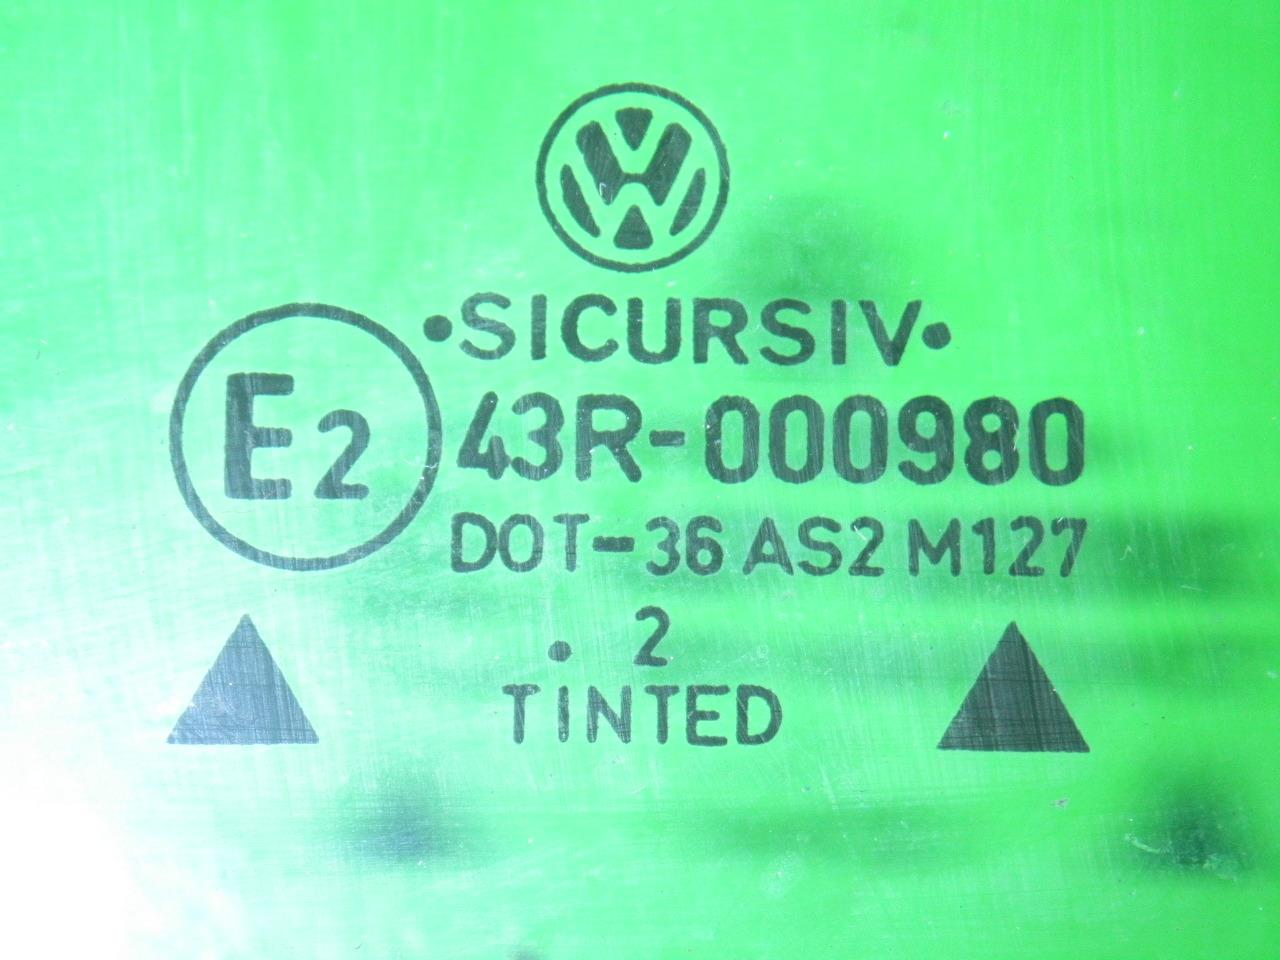 •SICURSIV•
E2
43R-000980
DOT-36 AS2 M127
. 2
TINTED